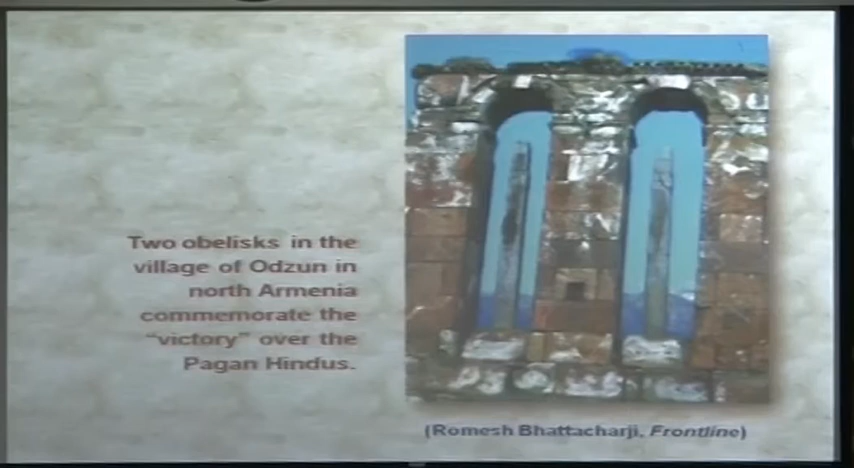 Two obelisks in the
village of Odzun in
north Armenia
commemorate the
“victory” over the
Pagan Hindus.
(Romesh Bhattacharji, Frontline)